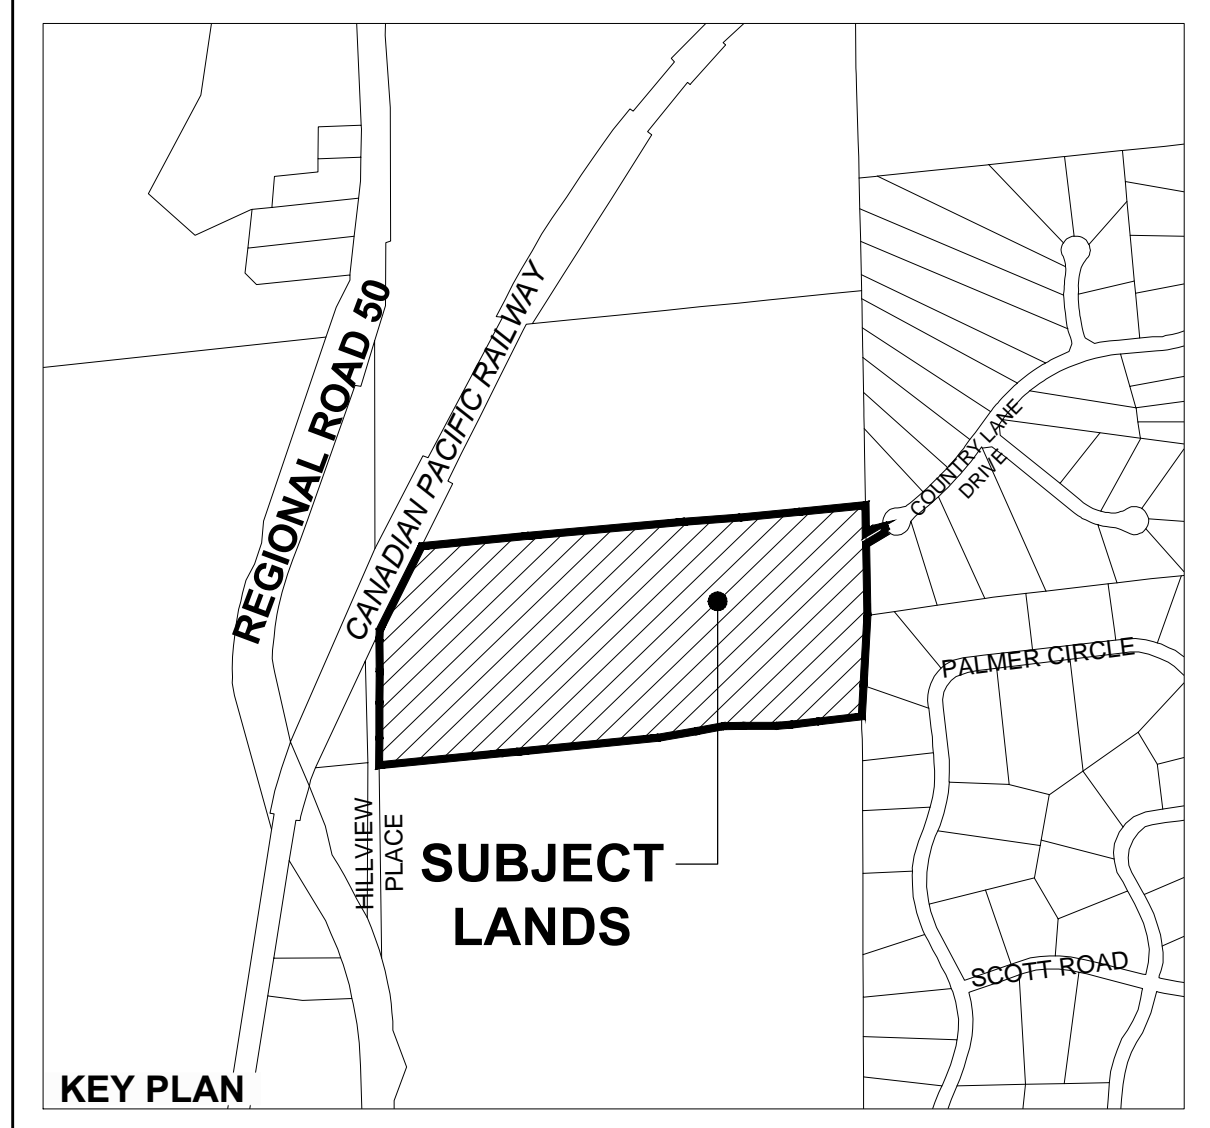 REGIONAL ROAD 50
CANADIAN PACIFIC RAILWAY
COUNTRY LANE
DRIVE
PALMER CIRCLE
HILLVIEW
PLACE
SUBJECT
LANDS
SCOTT ROAD
KEY PLAN